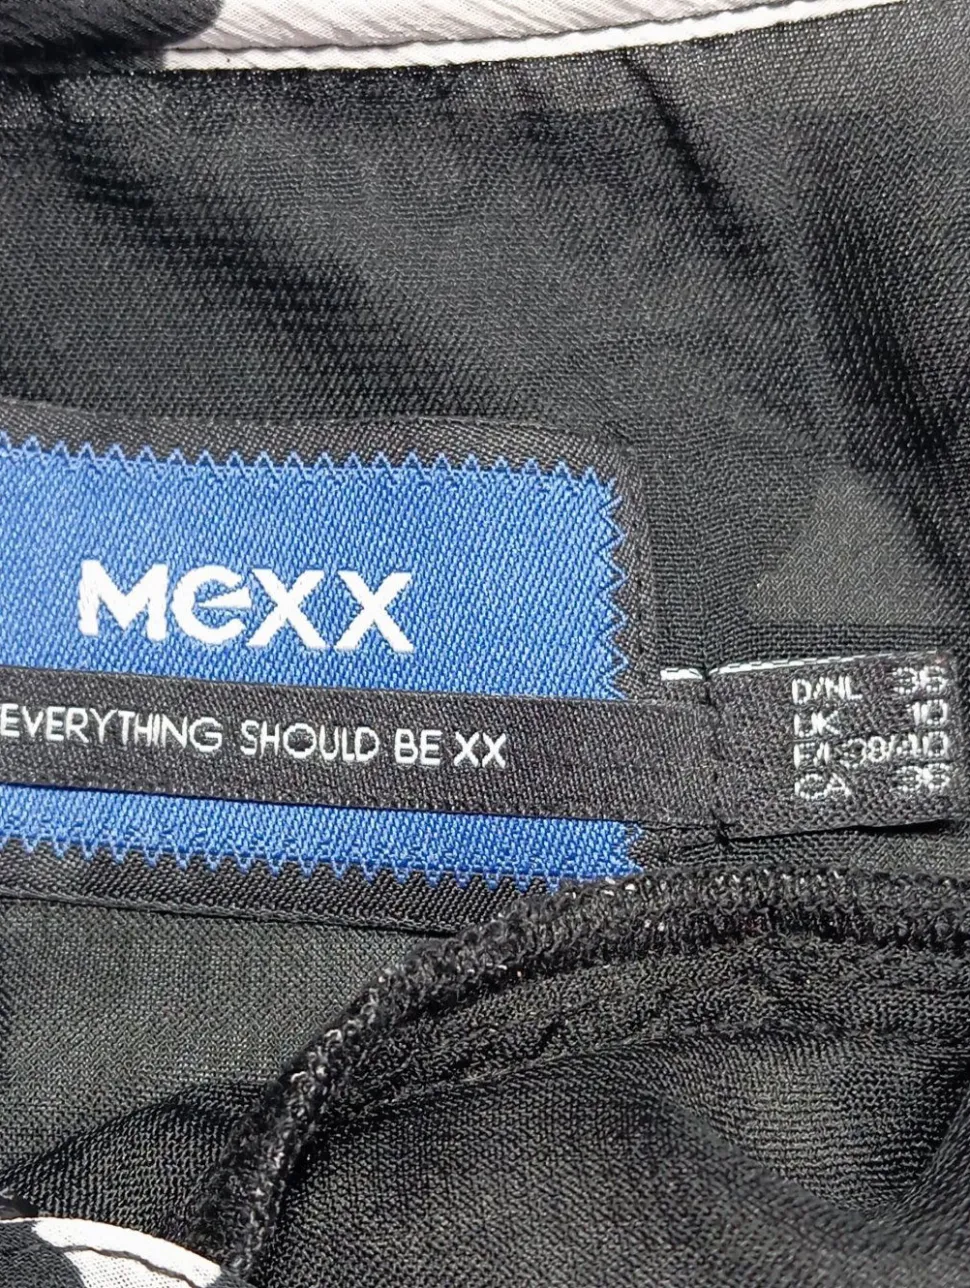 Mexx
EVERYTHING SHOULD BE XX
D/NL 36
UK 10
F/I 38/40
CA 36